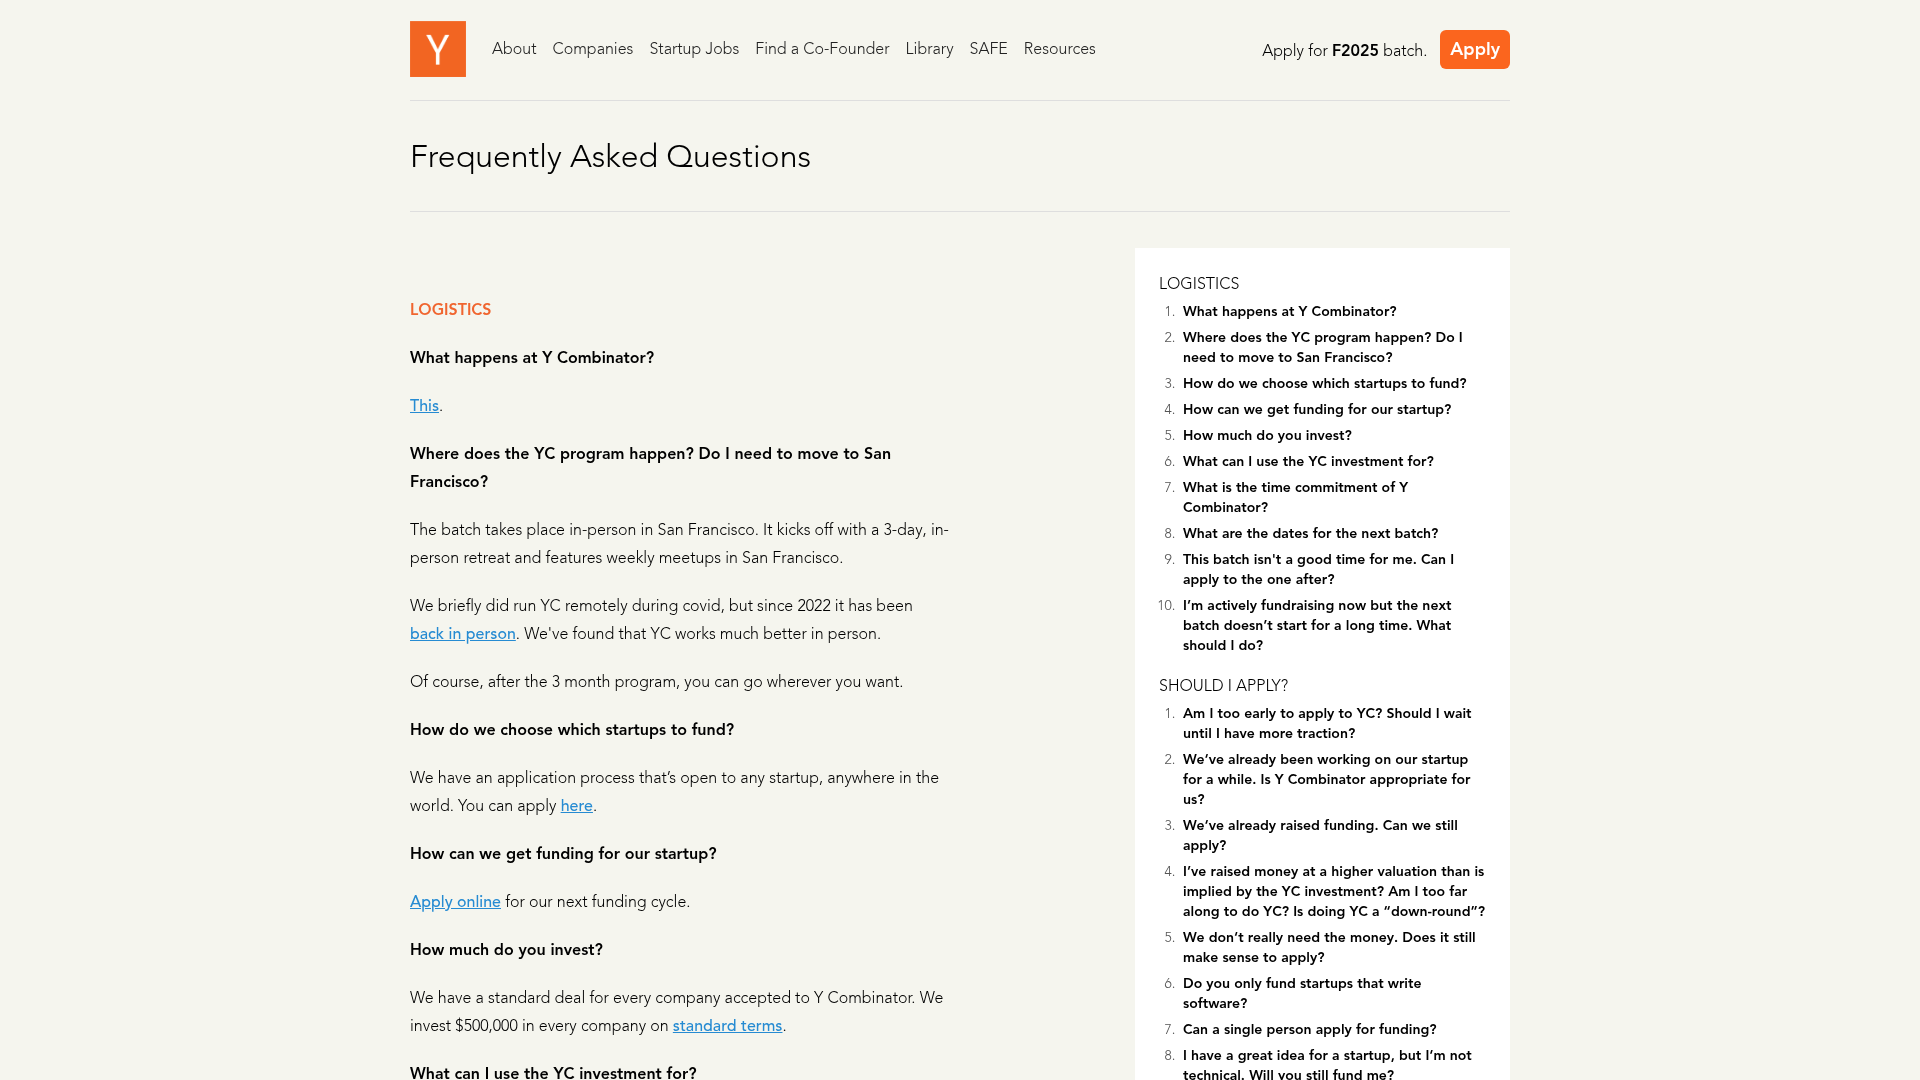 Y
About Companies Startup Jobs Find a Co-Founder Library SAFE Resources
Apply for F2025 batch. Apply
Frequently Asked Questions
LOGISTICS
What happens at Y Combinator?
This.
Where does the YC program happen? Do I need to move to San
Francisco?
The batch takes place in-person in San Francisco. It kicks off with a 3-day, in-
person retreat and features weekly meetups in San Francisco.
We briefly did run YC remotely during covid, but since 2022 it has been
back in person. We've found that YC works much better in person.
Of course, after the 3 month program, you can go wherever you want.
How do we choose which startups to fund?
We have an application process that’s open to any startup, anywhere in the
world. You can apply here.
How can we get funding for our startup?
Apply online for our next funding cycle.
How much do you invest?
We have a standard deal for every company accepted to Y Combinator. We
invest $500,000 in every company on standard terms.
What can I use the YC investment for?
LOGISTICS
1. What happens at Y Combinator?
2. Where does the YC program happen? Do I
need to move to San Francisco?
3. How do we choose which startups to fund?
4. How can we get funding for our startup?
5. How much do you invest?
6. What can I use the YC investment for?
7. What is the time commitment of Y
Combinator?
8. What are the dates for the next batch?
9. This batch isn't a good time for me. Can I
apply to the one after?
10. I’m actively fundraising now but the next
batch doesn’t start for a long time. What
should I do?
SHOULD I APPLY?
1. Am I too early to apply to YC? Should I wait
until I have more traction?
2. We’ve already been working on our startup
for a while. Is Y Combinator appropriate for
us?
3. We’ve already raised funding. Can we still
apply?
4. I’ve raised money at a higher valuation than is
implied by the YC investment? Am I too far
along to do YC? Is doing YC a “down-round”?
5. We don’t really need the money. Does it still
make sense to apply?
6. Do you only fund startups that write
software?
7. Can a single person apply for funding?
8. I have a great idea for a startup, but I’m not
technical. Will you still fund me?